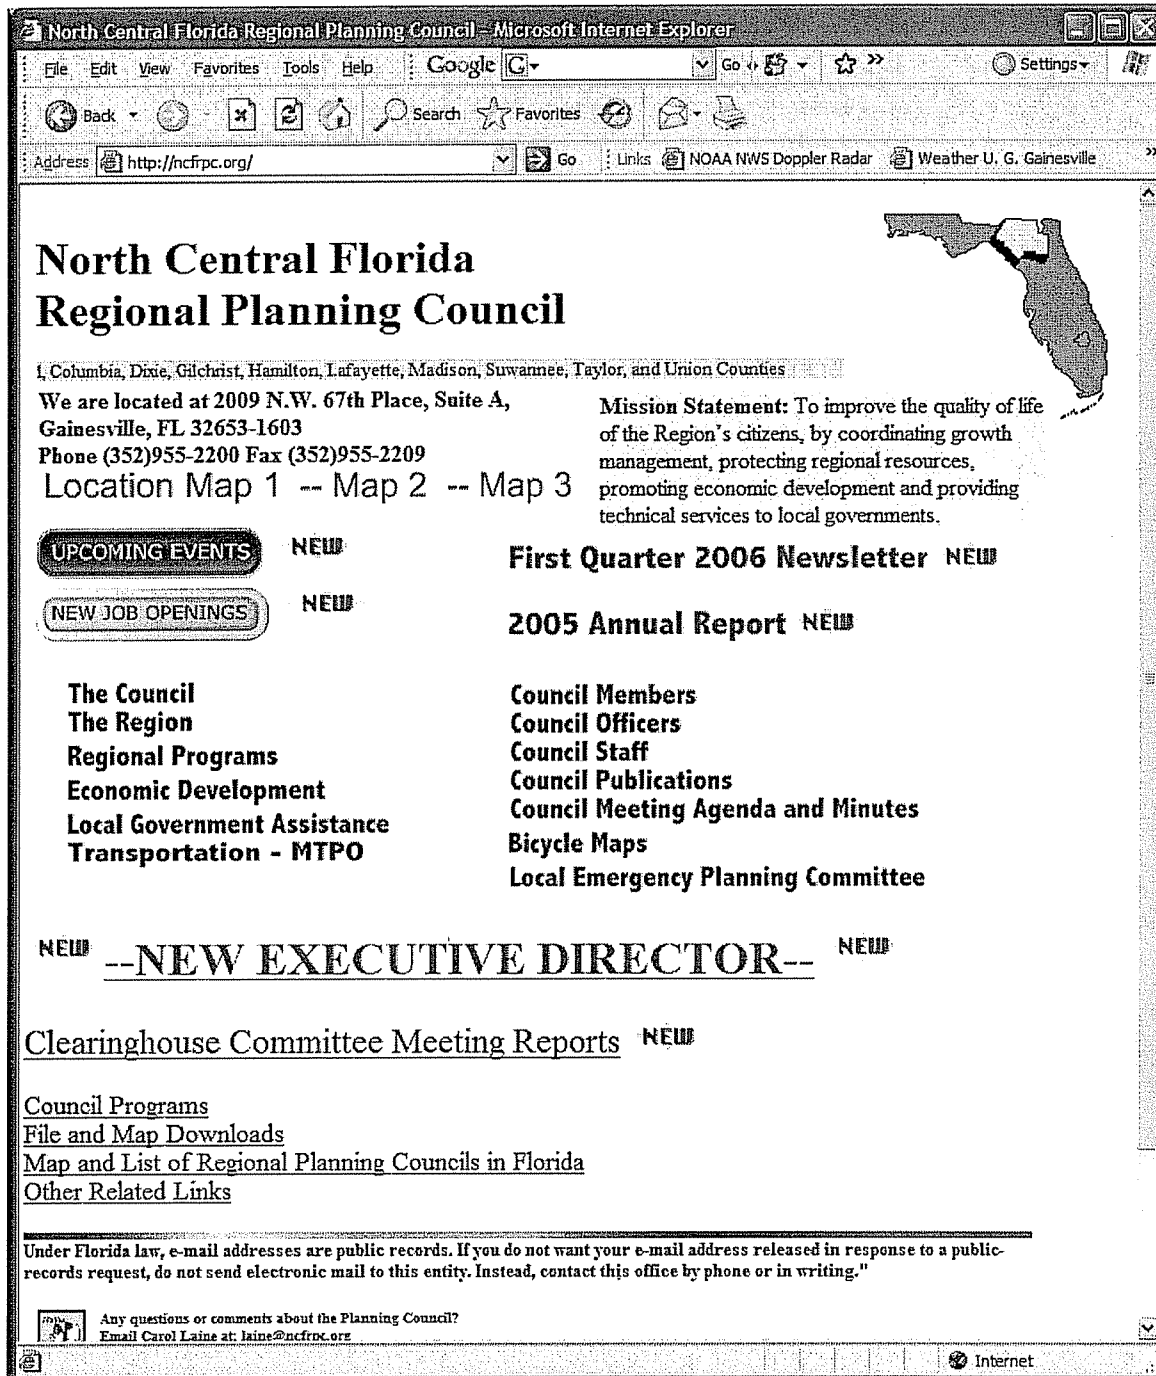 North Central Florida Regional Planning Council - Microsoft Internet Explorer
File Edit View Favorites Tools Help Google G Go Settings
Back Search Favorites
Address http://ncfrpc.org/ Go Links NOAA NWS Doppler Radar Weather U. G. Gainesville
North Central Florida
Regional Planning Council
, Columbia, Dixie, Gilchrist, Hamilton, Lafayette, Madison, Suwannee, Taylor, and Union Counties
We are located at 2009 N.W. 67th Place, Suite A,
Gainesville, FL 32653-1603
Phone (352)955-2200 Fax (352)955-2209
Location Map 1 -- Map 2 -- Map 3
Mission Statement: To improve the quality of life
of the Region's citizens, by coordinating growth
management, protecting regional resources,
promoting economic development and providing
technical services to local governments.
UPCOMING EVENTS NEW
NEW JOB OPENINGS NEW
First Quarter 2006 Newsletter NEW
2005 Annual Report NEW
The Council
The Region
Regional Programs
Economic Development
Local Government Assistance
Transportation - MTPO
Council Members
Council Officers
Council Staff
Council Publications
Council Meeting Agenda and Minutes
Bicycle Maps
Local Emergency Planning Committee
NEW --NEW EXECUTIVE DIRECTOR-- NEW
Clearinghouse Committee Meeting Reports NEW
Council Programs
File and Map Downloads
Map and List of Regional Planning Councils in Florida
Other Related Links
Under Florida law, e-mail addresses are public records. If you do not want your e-mail address released in response to a public-
records request, do not send electronic mail to this entity. Instead, contact this office by phone or in writing."
Any questions or comments about the Planning Council?
Email Carol Laine at: laine@ncfrpc.org
Internet